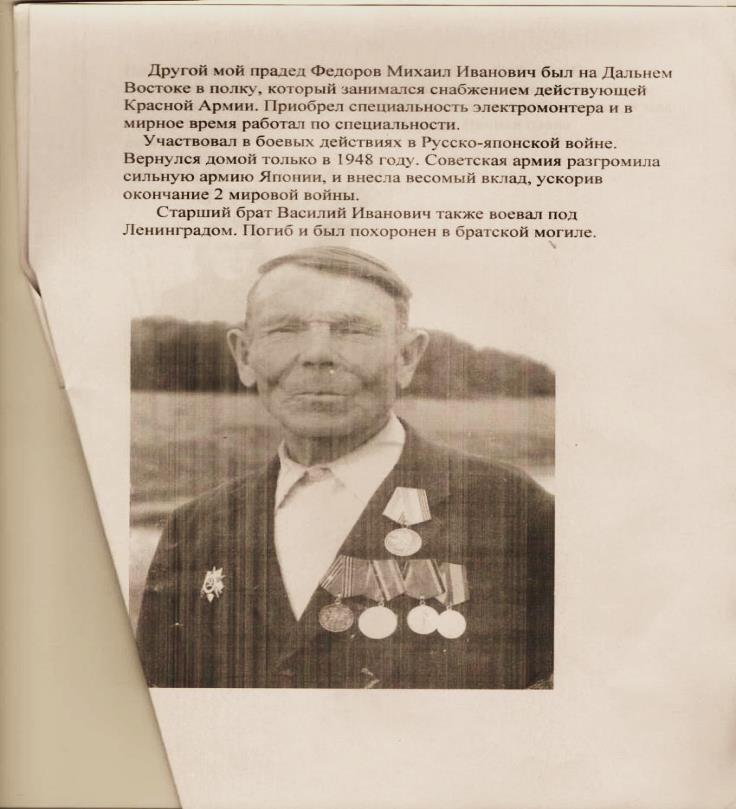 Другой мой прадед Федоров Михаил Иванович был на Дальнем
Востоке в полку, который занимался снабжением действующей
Красной Армии. Приобрел специальность электромонтера и в
мирное время работал по специальности.
Участвовал в боевых действиях в Русско-японской войне.
Вернулся домой только в 1948 году. Советская армия разгромила
сильную армию Японии, и внесла весомый вклад, ускорив
окончание 2 мировой войны.
Старший брат Василий Иванович также воевал под
Ленинградом. Погиб и был похоронен в братской могиле.